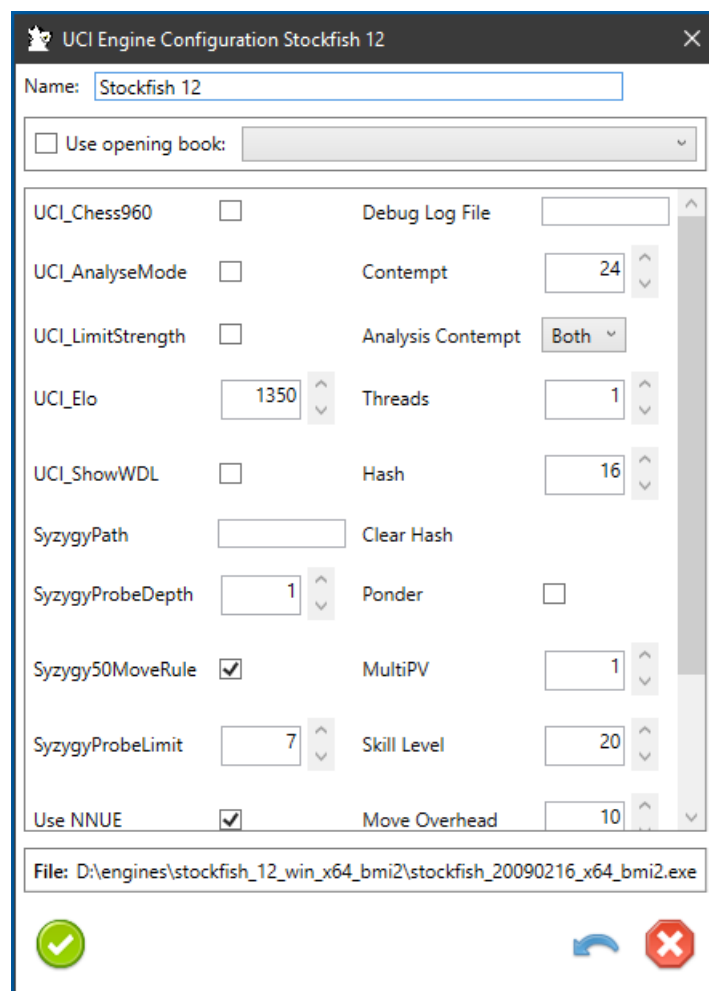 UCI Engine Configuration Stockfish 12
Name: Stockfish 12
Use opening book:
UCI_Chess960 Debug Log File
UCI_AnalyseMode Contempt 24
UCI_LimitStrength Analysis Contempt Both
UCI_Elo 1350 Threads 1
UCI_ShowWDL Hash 16
SyzygyPath Clear Hash
SyzygyProbeDepth 1 Ponder
Syzygy50MoveRule MultiPV 1
SyzygyProbeLimit 7 Skill Level 20
Use NNUE Move Overhead 10
File: D:\engines\stockfish_12_win_x64_bmi2\stockfish_20090216_x64_bmi2.exe